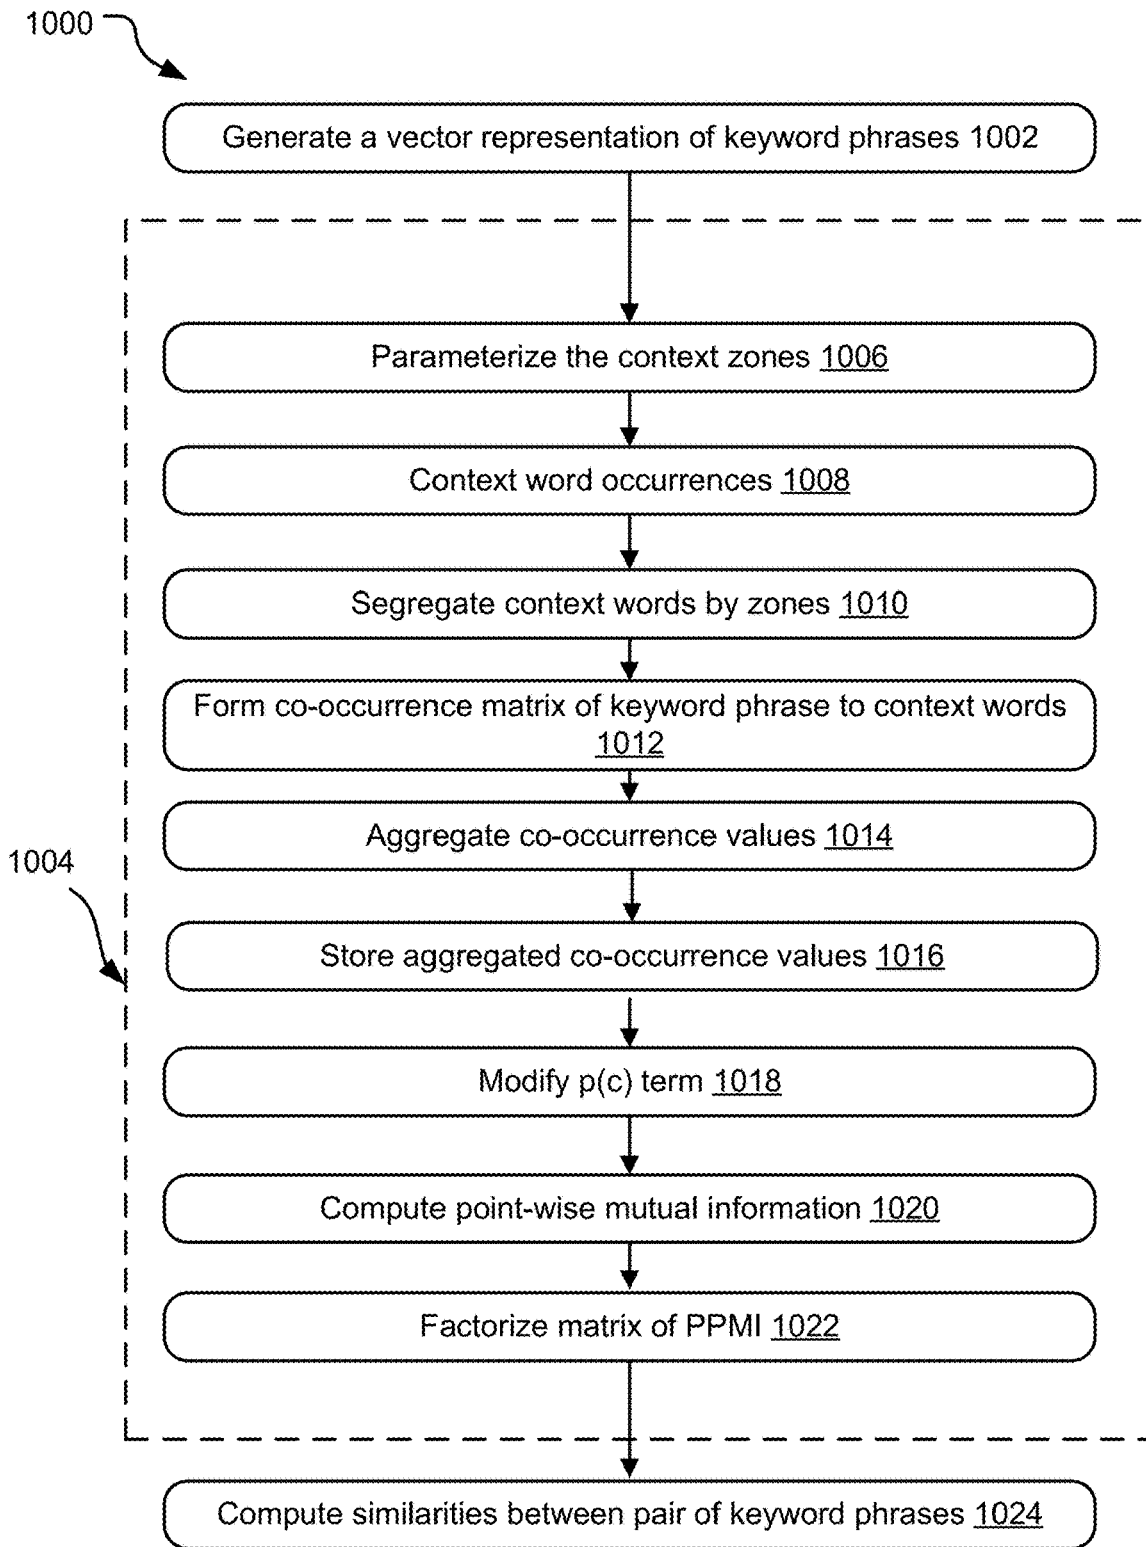 1000
Generate a vector representation of keyword phrases 1002
Parameterize the context zones 1006
Context word occurrences 1008
Segregate context words by zones 1010
Form co-occurrence matrix of keyword phrase to context words
1012
Aggregate co-occurrence values 1014
1004
Store aggregated co-occurrence values 1016
Modify p(c) term 1018
Compute point-wise mutual information 1020
Factorize matrix of PPMI 1022
Compute similarities between pair of keyword phrases 1024